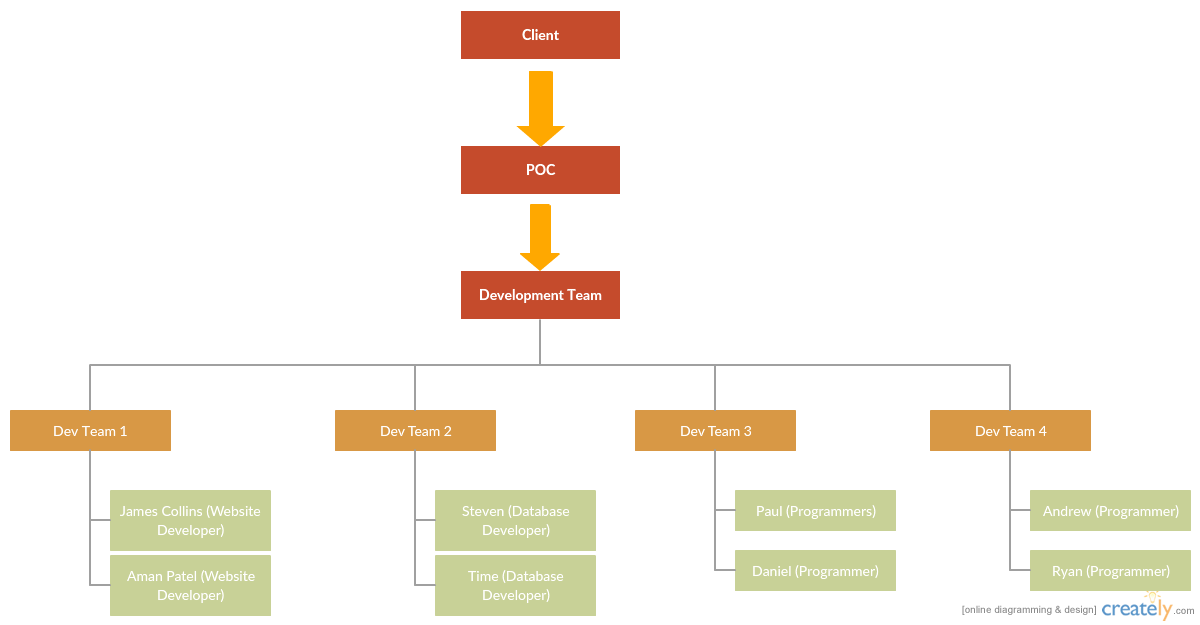 Client
POC
Development Team
Dev Team 1
Dev Team 2
Dev Team 3
Dev Team 4
James Collins (Website
Developer)
Aman Patel (Website
Developer)
Steven (Database
Developer)
Time (Database
Developer)
Paul (Programmers)
Daniel (Programmer)
Andrew (Programmer)
Ryan (Programmer)
[online diagramming & design] creately.com